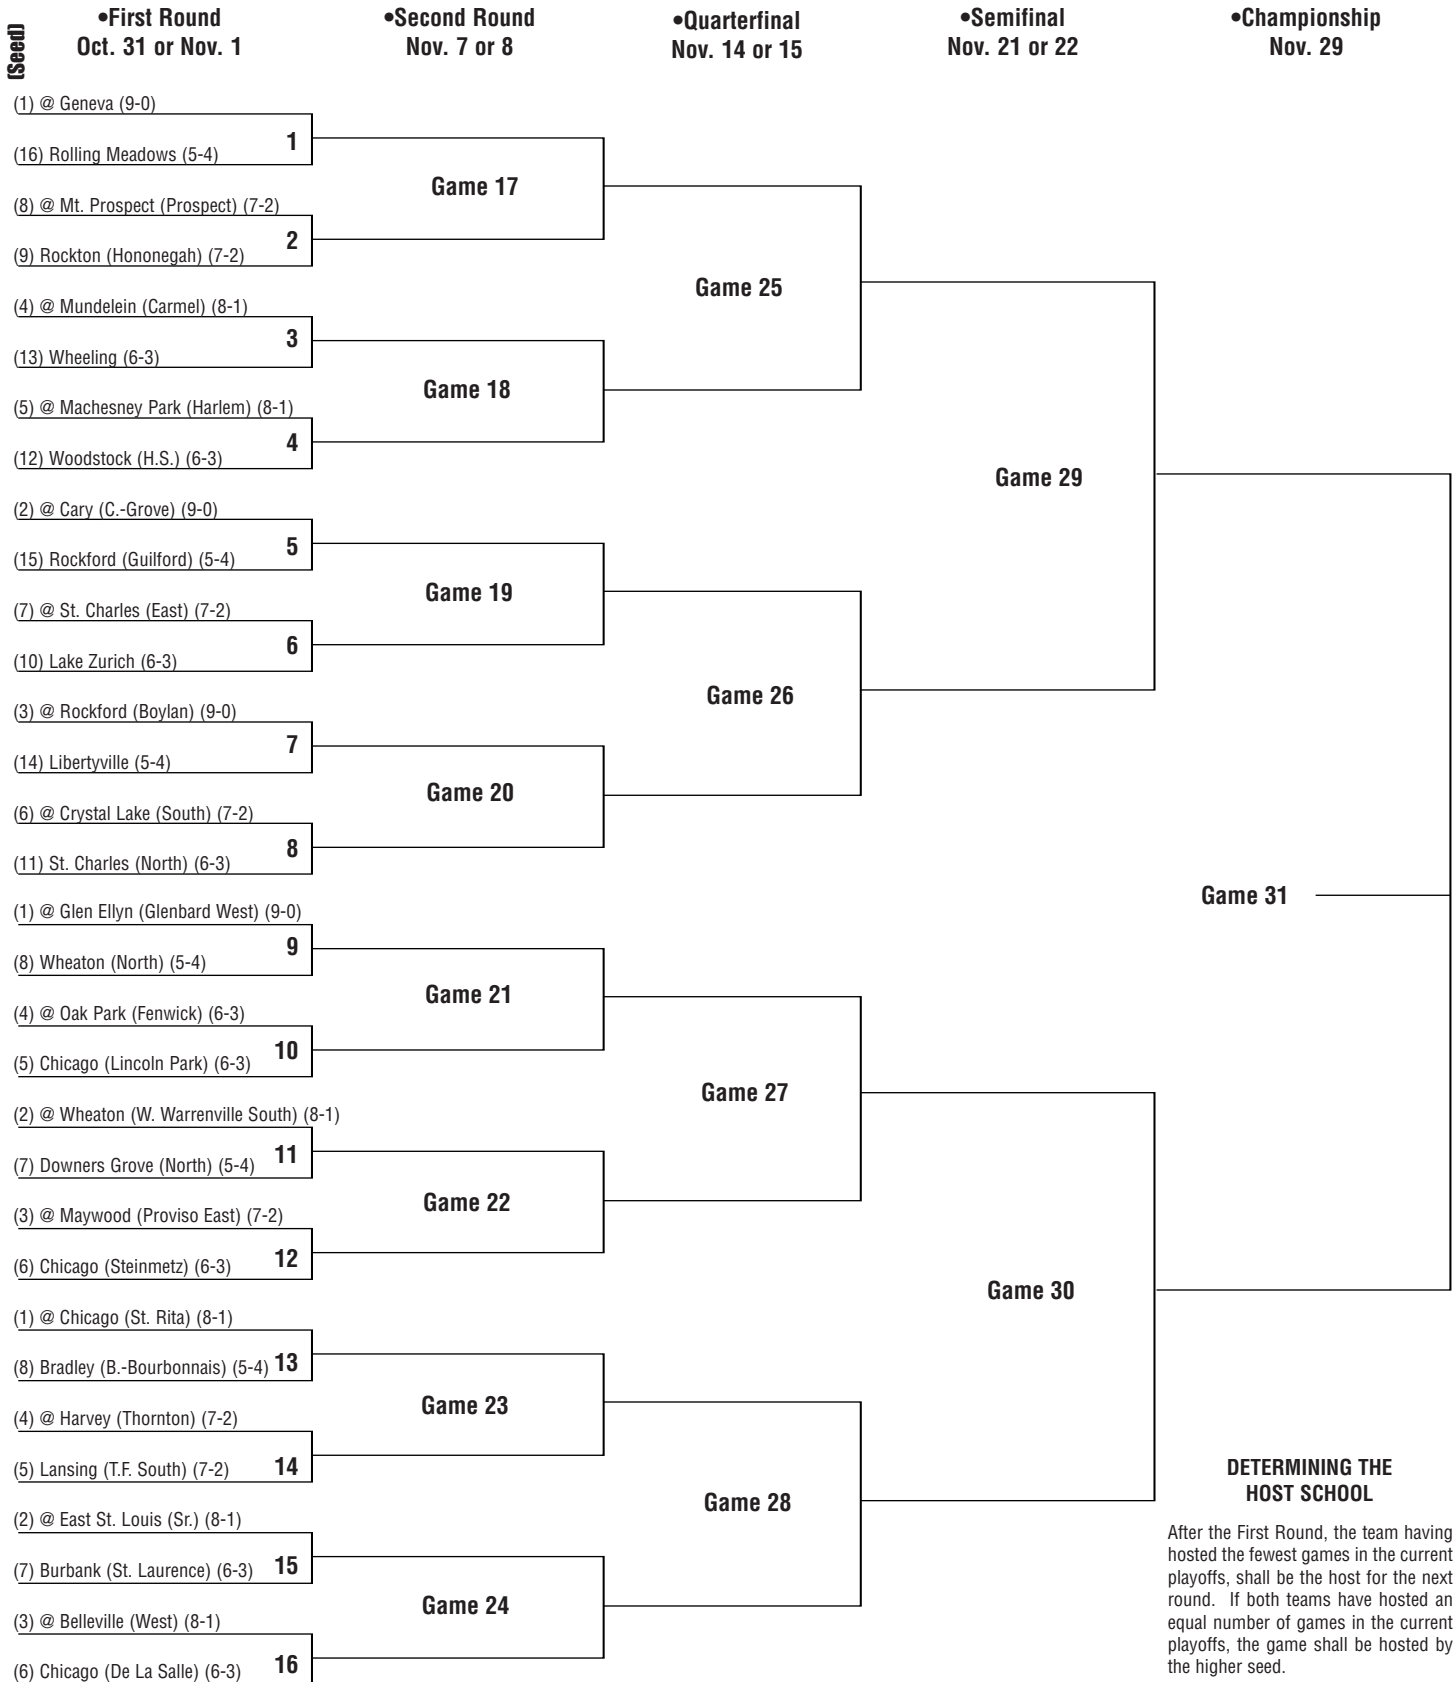 (Seed)
•First Round
Oct. 31 or Nov. 1
•Second Round
Nov. 7 or 8
•Quarterfinal
Nov. 14 or 15
•Semifinal
Nov. 21 or 22
•Championship
Nov. 29
(1) @ Geneva (9-0)
1
(16) Rolling Meadows (5-4)
Game 17
(8) @ Mt. Prospect (Prospect) (7-2)
2
(9) Rockton (Hononegah) (7-2)
Game 25
(4) @ Mundelein (Carmel) (8-1)
3
(13) Wheeling (6-3)
Game 18
(5) @ Machesney Park (Harlem) (8-1)
4
(12) Woodstock (H.S.) (6-3)
Game 29
(2) @ Cary (C.-Grove) (9-0)
5
(15) Rockford (Guilford) (5-4)
Game 19
(7) @ St. Charles (East) (7-2)
6
(10) Lake Zurich (6-3)
Game 26
(3) @ Rockford (Boylan) (9-0)
7
(14) Libertyville (5-4)
Game 20
(6) @ Crystal Lake (South) (7-2)
8
(11) St. Charles (North) (6-3)
Game 31
(1) @ Glen Ellyn (Glenbard West) (9-0)
9
(8) Wheaton (North) (5-4)
Game 21
(4) @ Oak Park (Fenwick) (6-3)
10
(5) Chicago (Lincoln Park) (6-3)
Game 27
(2) @ Wheaton (W. Warrenville South) (8-1)
11
(7) Downers Grove (North) (5-4)
Game 22
(3) @ Maywood (Proviso East) (7-2)
12
(6) Chicago (Steinmetz) (6-3)
Game 30
(1) @ Chicago (St. Rita) (8-1)
(8) Bradley (B.-Bourbonnais) (5-4) 13
Game 23
(4) @ Harvey (Thornton) (7-2)
(5) Lansing (T.F. South) (7-2) 14
Game 28
(2) @ East St. Louis (Sr.) (8-1)
(7) Burbank (St. Laurence) (6-3) 15
Game 24
(3) @ Belleville (West) (8-1)
(6) Chicago (De La Salle) (6-3) 16
DETERMINING THE
HOST SCHOOL
After the First Round, the team having
hosted the fewest games in the current
playoffs, shall be the host for the next
round. If both teams have hosted an
equal number of games in the current
playoffs, the game shall be hosted by
the higher seed.